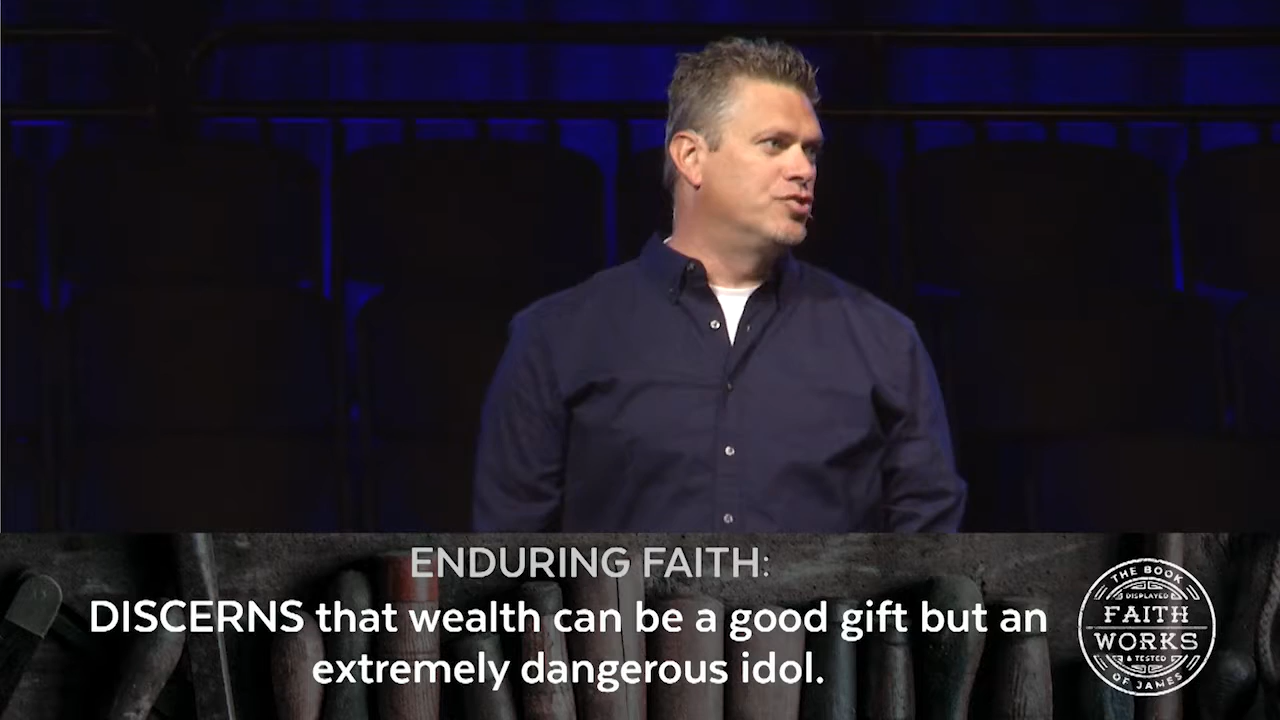 ENDURING FAITH:
DISCERNS that wealth can be a good gift but an
extremely dangerous idol.
THE BOOK
DISPLAYED
FAITH
WORKS
& TESTED
OF JAMES